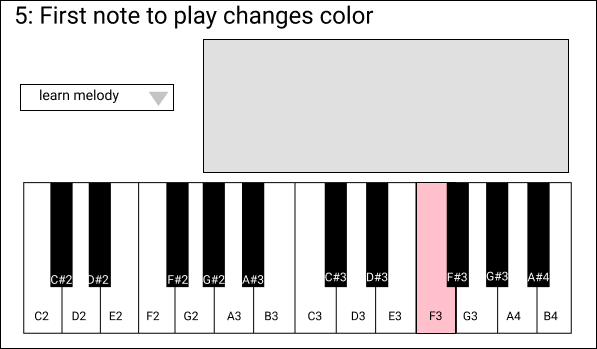 5: First note to play changes color
learn melody
C#2 D#2 F#2 G#2 A#3 C#3 D#3 F#3 G#3 A#4
C2 D2 E2 F2 G2 A3 B3 C3 D3 E3 F3 G3 A4 B4